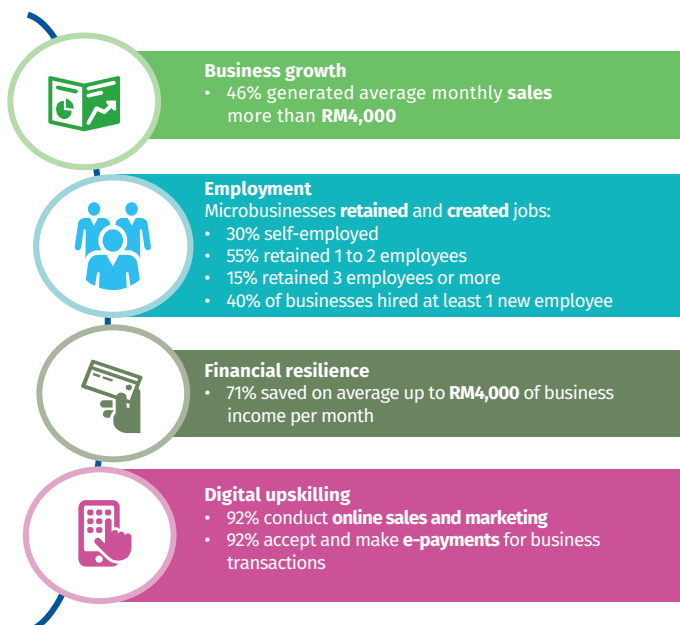 Business growth
• 46% generated average monthly sales
more than RM4,000
Employment
Microbusinesses retained and created jobs:
• 30% self-employed
• 55% retained 1 to 2 employees
• 15% retained 3 employees or more
• 40% of businesses hired at least 1 new employee
Financial resilience
• 71% saved on average up to RM4,000 of business
income per month
Digital upskilling
• 92% conduct online sales and marketing
• 92% accept and make e-payments for business
transactions